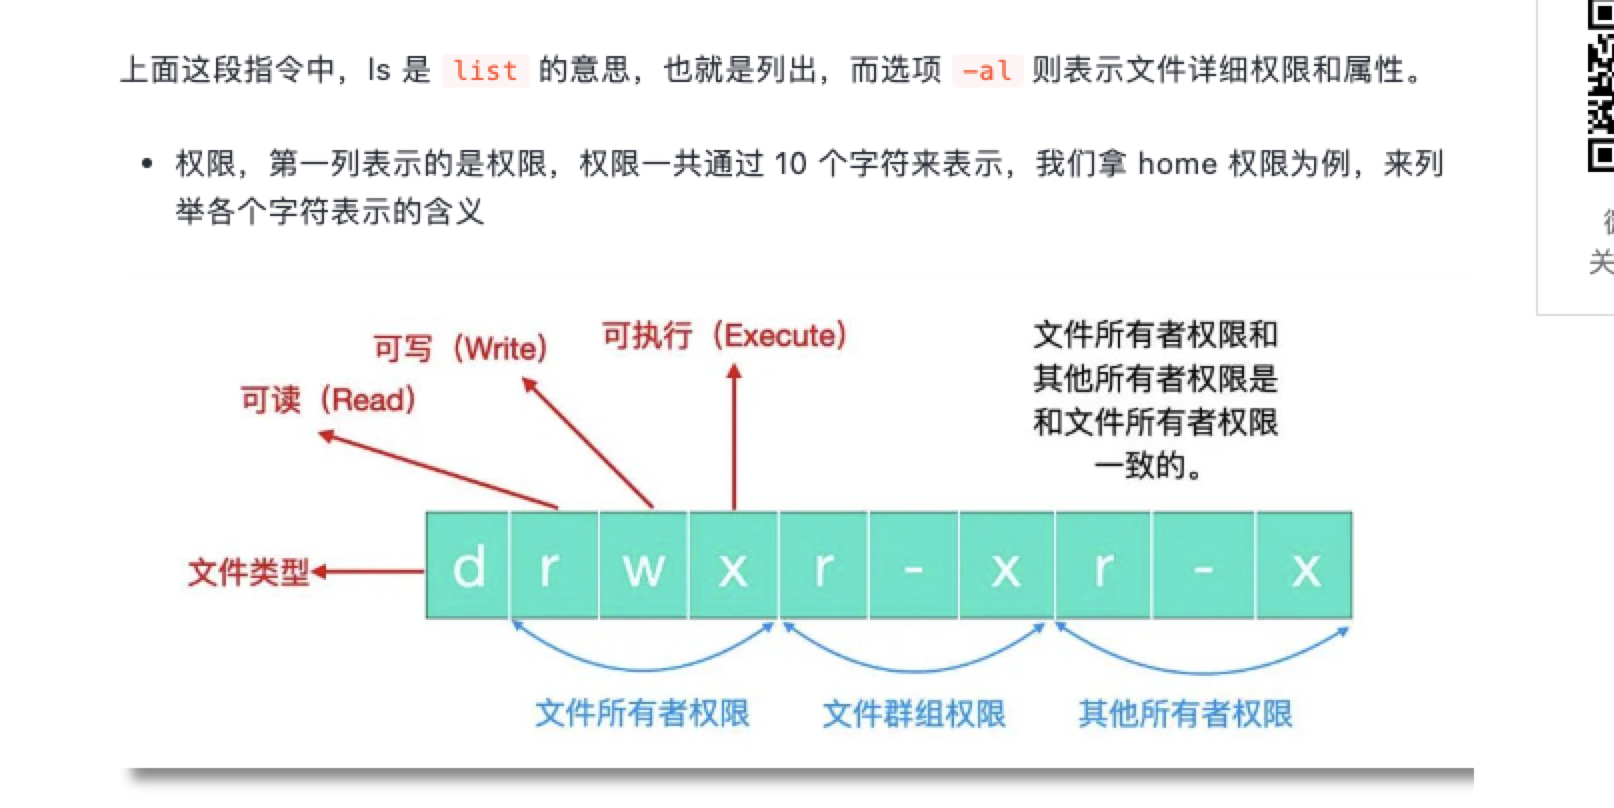 上面这段指令中，ls 是 list 的意思，也就是列出，而选项 -al 则表示文件详细权限和属性。
• 权限，第一列表示的是权限，权限一共通过 10 个字符来表示，我们拿 home 权限为例，来列
举各个字符表示的含义
关
可执行（Execute）
可写（Write）
可读（Read）
文件所有者权限和
其他所有者权限是
和文件所有者权限
一致的。
文件类型
d r w x r - x r - x
文件所有者权限 文件群组权限 其他所有者权限